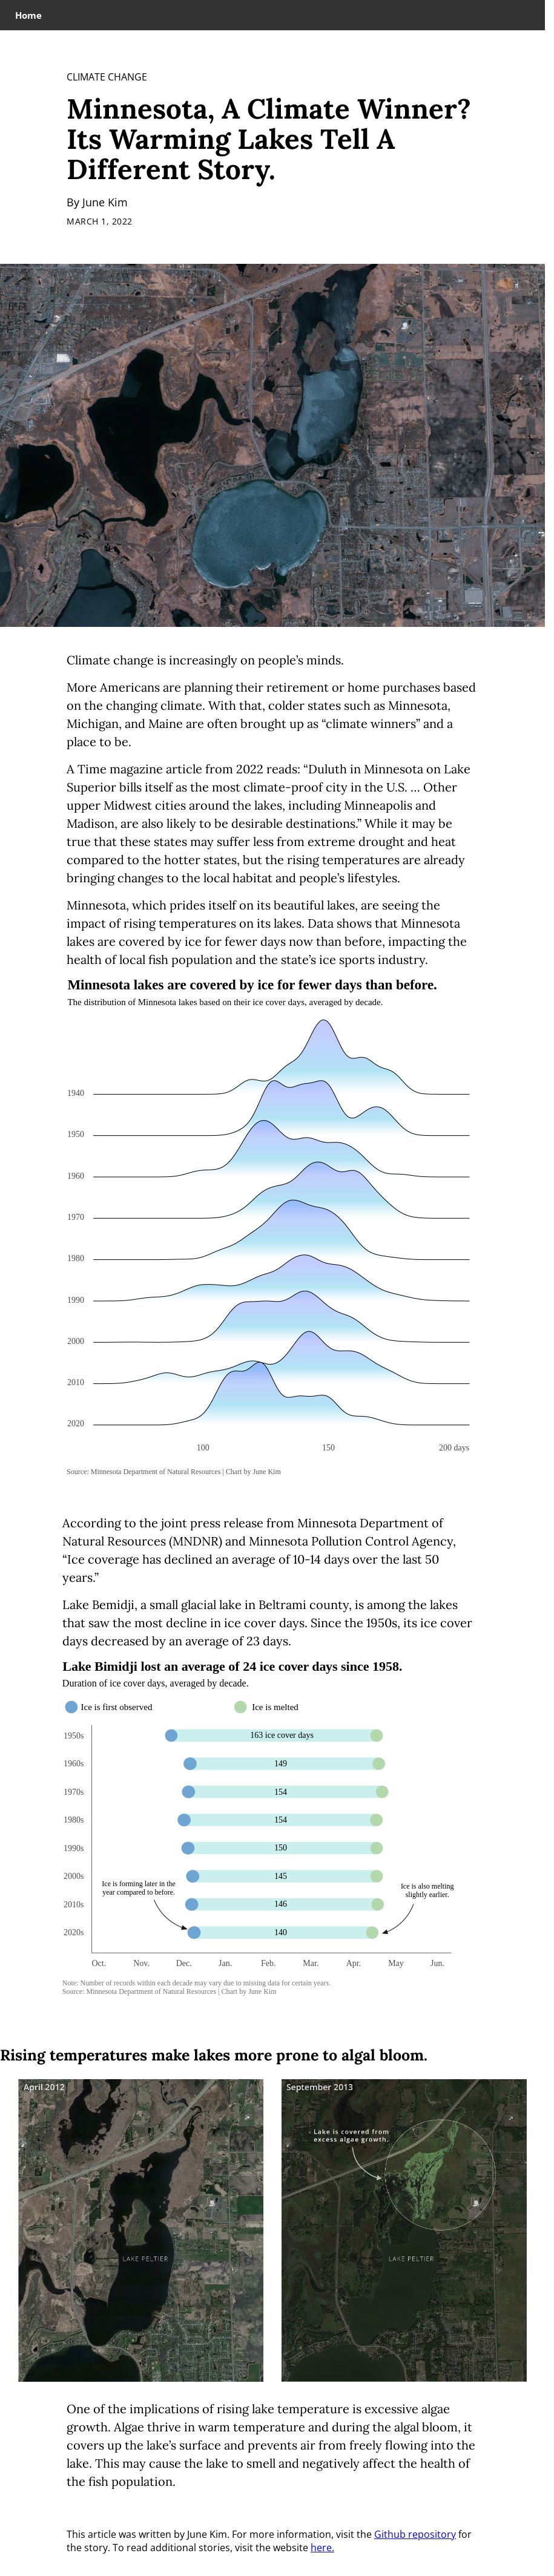 Home
CLIMATE CHANGE
Minnesota, A Climate Winner?
Its Warming Lakes Tell A
Different Story.
By June Kim
MARCH 1, 2022
Climate change is increasingly on people’s minds.
More Americans are planning their retirement or home purchases based
on the changing climate. With that, colder states such as Minnesota,
Michigan, and Maine are often brought up as “climate winners” and a
place to be.
A Time magazine article from 2022 reads: “Duluth in Minnesota on Lake
Superior bills itself as the most climate-proof city in the U.S. ... Other
upper Midwest cities around the lakes, including Minneapolis and
Madison, are also likely to be desirable destinations.” While it may be
true that these states may suffer less from extreme drought and heat
compared to the hotter states, but the rising temperatures are already
bringing changes to the local habitat and people’s lifestyles.
Minnesota, which prides itself on its beautiful lakes, are seeing the
impact of rising temperatures on its lakes. Data shows that Minnesota
lakes are covered by ice for fewer days now than before, impacting the
health of local fish population and the state’s ice sports industry.
Minnesota lakes are covered by ice for fewer days than before.
The distribution of Minnesota lakes based on their ice cover days, averaged by decade.
1940
1950
1960
1970
1980
1990
2000
2010
2020
100 150 200 days
Source: Minnesota Department of Natural Resources | Chart by June Kim
According to the joint press release from Minnesota Department of
Natural Resources (MNDNR) and Minnesota Pollution Control Agency,
“Ice coverage has declined an average of 10-14 days over the last 50
years.”
Lake Bemidji, a small glacial lake in Beltrami county, is among the lakes
that saw the most decline in ice cover days. Since the 1950s, its ice cover
days decreased by an average of 23 days.
Lake Bimidji lost an average of 24 ice cover days since 1958.
Duration of ice cover days, averaged by decade.
Ice is first observed Ice is melted
1950s 163 ice cover days
1960s 149
1970s 154
1980s 154
1990s 150
2000s 145
Ice is forming later in the
year compared to before.
Ice is also melting
slightly earlier.
2010s 146
2020s 140
Oct. Nov. Dec. Jan. Feb. Mar. Apr. May Jun.
Note: Number of records within each decade may vary due to missing data for certain years.
Source: Minnesota Department of Natural Resources | Chart by June Kim
Rising temperatures make lakes more prone to algal bloom.
April 2012
LAKE PELTIER
September 2013
Lake is covered from
excess algae growth.
LAKE PELTIER
One of the implications of rising lake temperature is excessive algae
growth. Algae thrive in warm temperature and during the algal bloom, it
covers up the lake’s surface and prevents air from freely flowing into the
lake. This may cause the lake to smell and negatively affect the health of
the fish population.
This article was written by June Kim. For more information, visit the Github repository for
the story. To read additional stories, visit the website here.